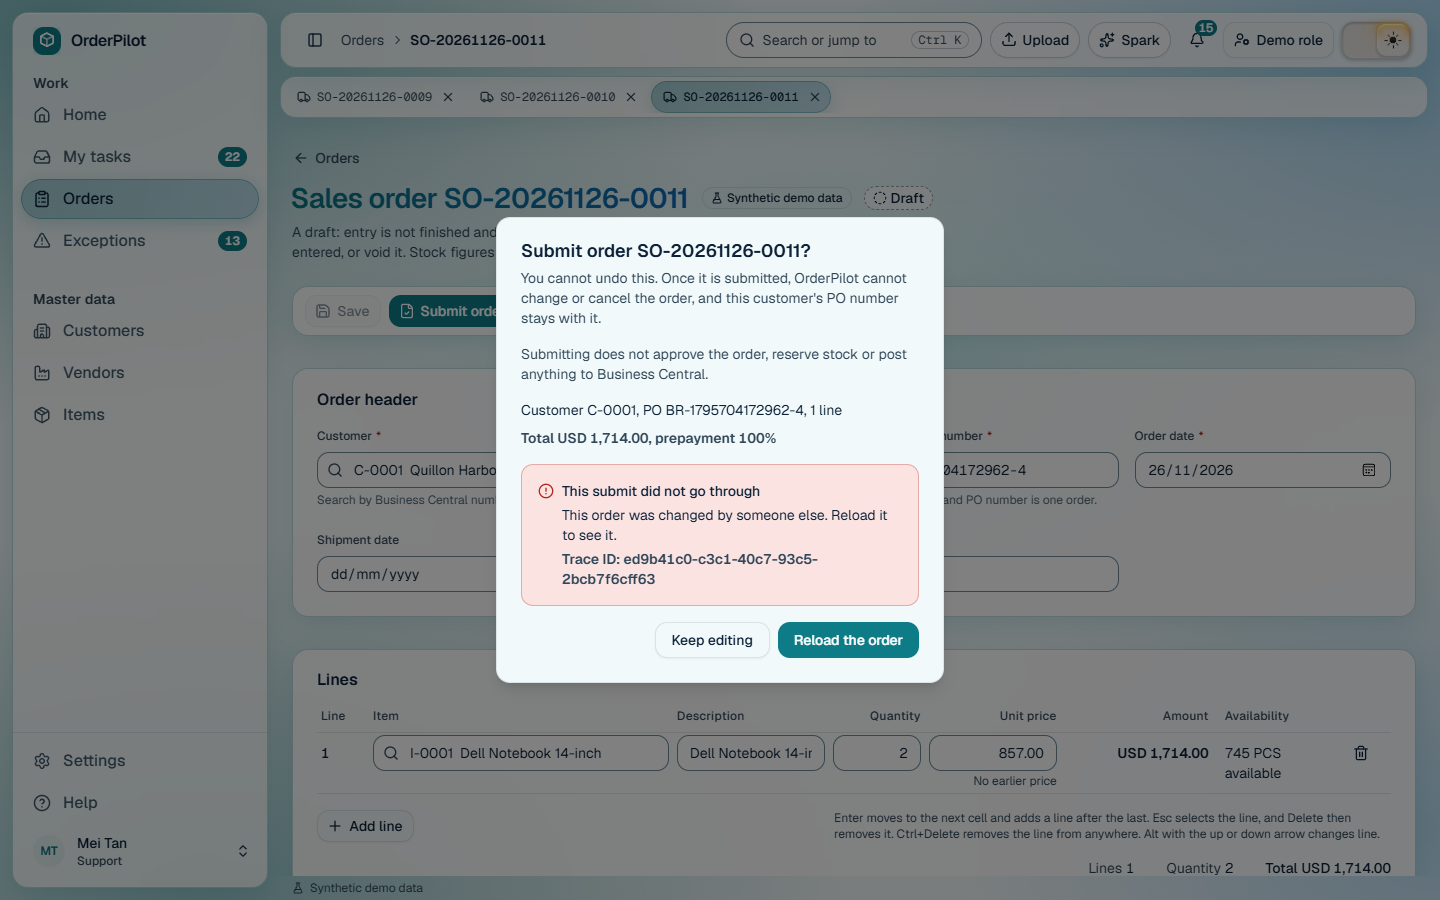 OrderPilot
Work
Home
My tasks 22
Orders
Exceptions 13
Master data
Customers
Vendors
Items
Settings
Help
MT Mei Tan
Support
Orders > SO-20261126-0011
Search or jump to Ctrl K
Upload
Spark
15
Demo role
SO-20261126-0009
SO-20261126-0010
SO-20261126-0011
Orders
Sales order SO-20261126-0011
Synthetic demo data
Draft
A draft: entry is not finished and
entered, or void it. Stock figures
Save
Submit orde
Order header
Customer *
C-0001 Quillon Harbo
Search by Business Central num
umber *
04172962-4
and PO number is one order.
Order date *
26/11/2026
Shipment date
dd/mm/yyyy
Submit order SO-20261126-0011?
You cannot undo this. Once it is submitted, OrderPilot cannot
change or cancel the order, and this customer's PO number
stays with it.
Submitting does not approve the order, reserve stock or post
anything to Business Central.
Customer C-0001, PO BR-1795704172962-4, 1 line
Total USD 1,714.00, prepayment 100%
This submit did not go through
This order was changed by someone else. Reload it
to see it.
Trace ID: ed9b41c0-c3c1-40c7-93c5-
2bcb7f6cff63
Keep editing
Reload the order
Lines
Line Item Description Quantity Unit price Amount Availability
1 I-0001 Dell Notebook 14-inch Dell Notebook 14-ir 2 857.00 USD 1,714.00 745 PCS
available
No earlier price
Add line
Enter moves to the next cell and adds a line after the last. Esc selects the line, and Delete then
removes it. Ctrl+Delete removes the line from anywhere. Alt with the up or down arrow changes line.
Lines 1 Quantity 2 Total USD 1,714.00
Synthetic demo data